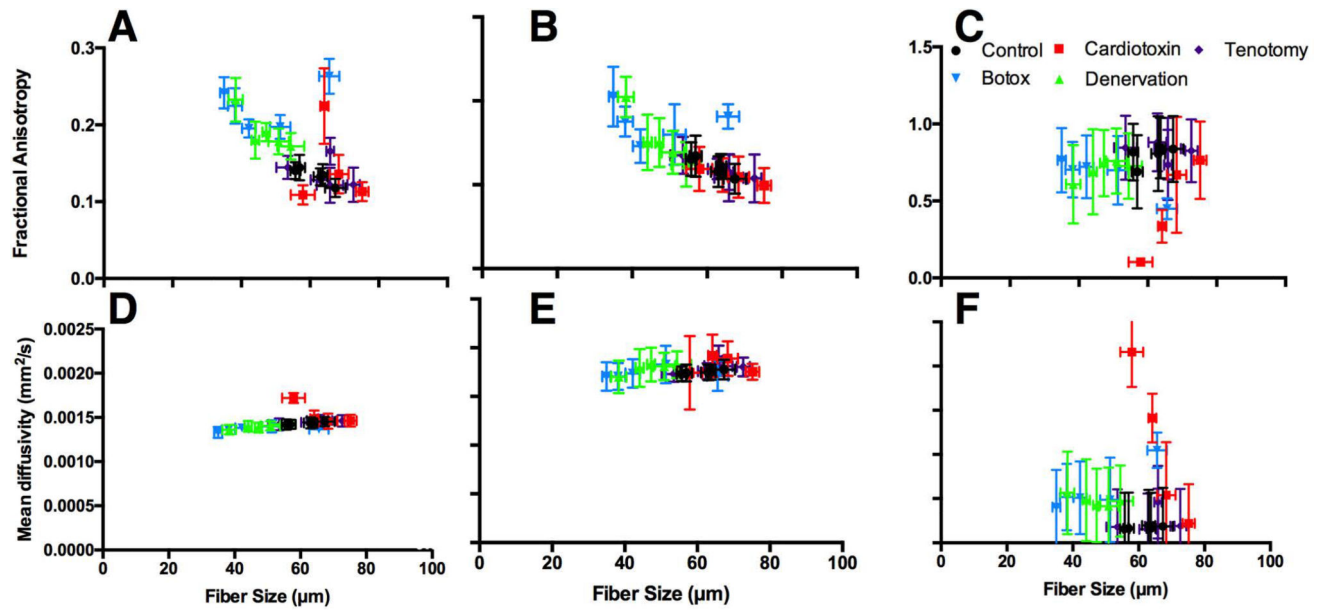 A
B
C
Fractional Anisotropy
0.3
0.2
0.1
0.0
1.5
1.0
0.5
0.0
Control
Cardiotoxin
Tenotomy
Botox
Denervation
D
E
F
Mean diffusivity (mm²/s)
0.0025
0.0020
0.0015
0.0010
0.0005
0.0000
0 20 40 60 80 100
0 20 40 60 80 100
0 20 40 60 80 100
Fiber Size (μm)
Fiber Size (μm)
Fiber Size (μm)